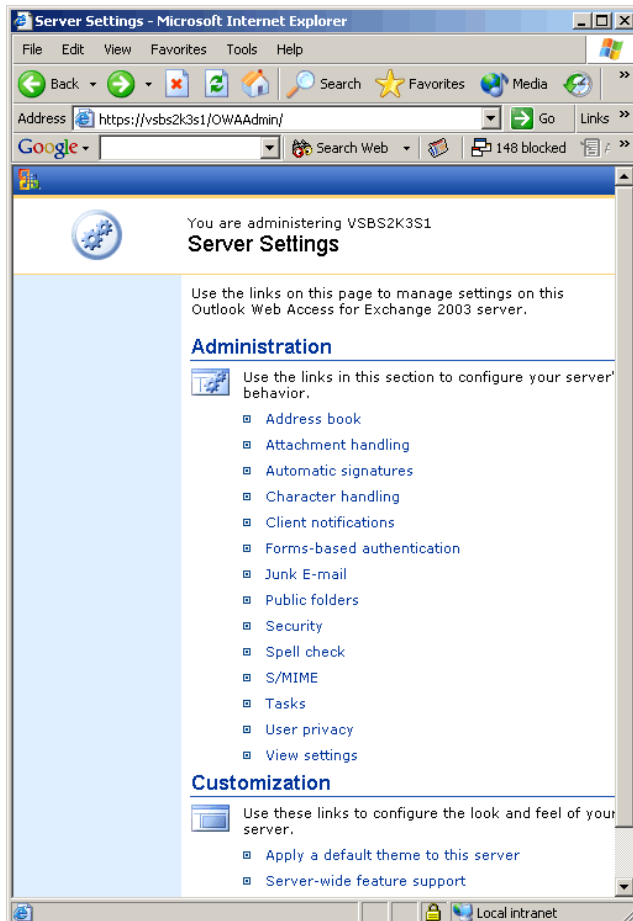 Server Settings - Microsoft Internet Explorer
File Edit View Favorites Tools Help
Back Search Favorites Media »
Address https://vsbs2k3s1/OWAAdmin/ Go Links »
Google Search Web 148 blocked »
You are administering VSBS2K3S1
Server Settings
Use the links on this page to manage settings on this
Outlook Web Access for Exchange 2003 server.
Administration
Use the links in this section to configure your server'
behavior.
Address book
Attachment handling
Automatic signatures
Character handling
Client notifications
Forms-based authentication
Junk E-mail
Public folders
Security
Spell check
S/MIME
Tasks
User privacy
View settings
Customization
Use these links to configure the look and feel of your
server.
Apply a default theme to this server
Server-wide feature support
Local intranet